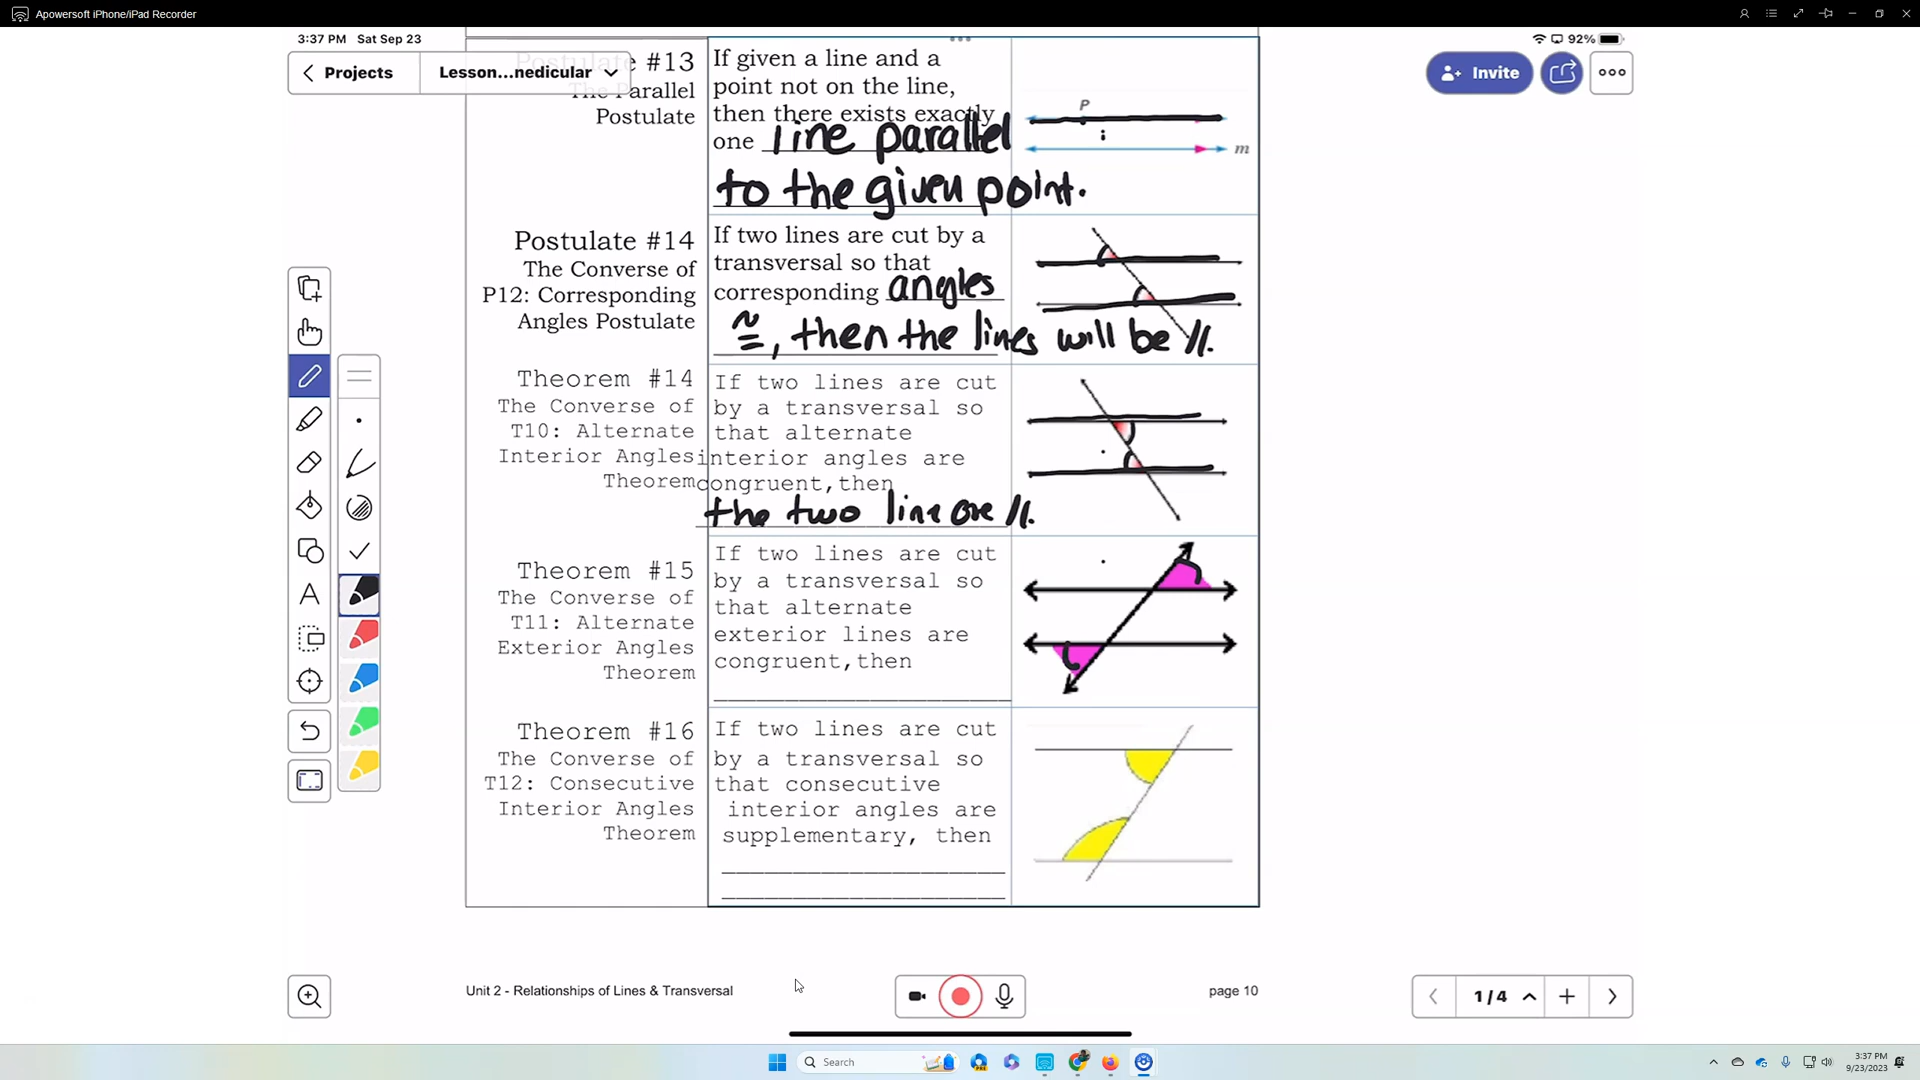 Apowersoft iPhone/iPad Recorder
3:37 PM Sat Sep 23
92%
Projects
Lesson...nedicular
Invite
#13
The Parallel
Postulate
If given a line and a
point not on the line,
then there exists exactly
one line parallel
to the given point.
P
m
Postulate #14
The Converse of
P12: Corresponding
Angles Postulate
If two lines are cut by a
transversal so that
corresponding angles
≅, then the lines will be //.
Theorem #14
The Converse of
T10: Alternate
Interior Angles
Theorem
If two lines are cut
by a transversal so
that alternate
interior angles are
congruent,then
the two line are //.
Theorem #15
The Converse of
T11: Alternate
Exterior Angles
Theorem
If two lines are cut
by a transversal so
that alternate
exterior lines are
congruent,then
Theorem #16
The Converse of
T12: Consecutive
Interior Angles
Theorem
If two lines are cut
by a transversal so
that consecutive
interior angles are
supplementary, then
A
Unit 2 - Relationships of Lines & Transversal
page 10
1/4
Search
3:37 PM
9/23/2023